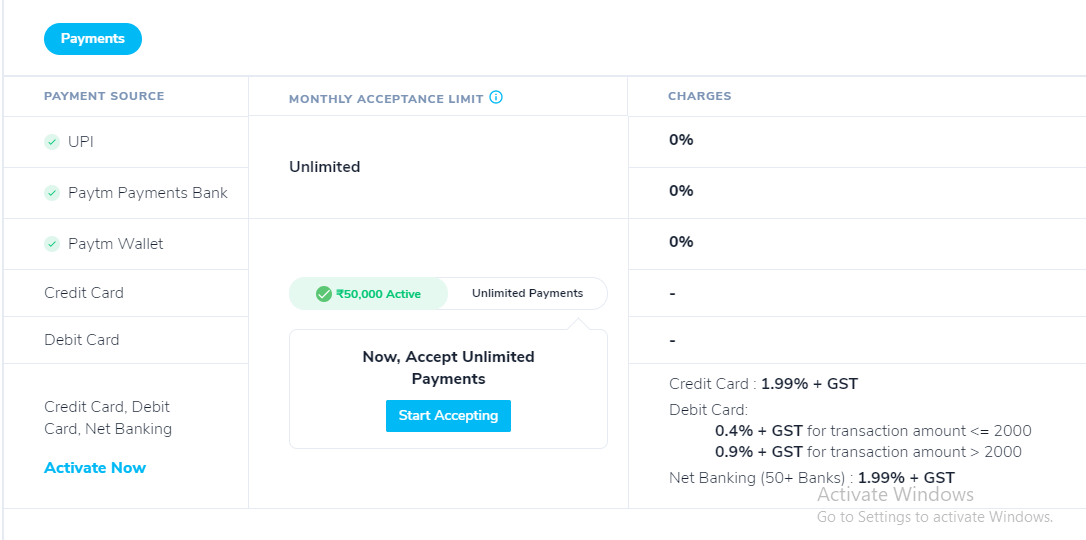 Payments
PAYMENT SOURCE
MONTHLY ACCEPTANCE LIMIT
CHARGES
UPI
Unlimited
0%
Paytm Payments Bank
0%
Paytm Wallet
0%
Credit Card
₹50,000 Active
Unlimited Payments
-
Debit Card
-
Now, Accept Unlimited
Payments
Start Accepting
Credit Card, Debit
Card, Net Banking
Activate Now
Credit Card : 1.99% + GST
Debit Card:
0.4% + GST for transaction amount <= 2000
0.9% + GST for transaction amount > 2000
Net Banking (50+ Banks) : 1.99% + GST
Activate Windows
Go to Settings to activate Windows.